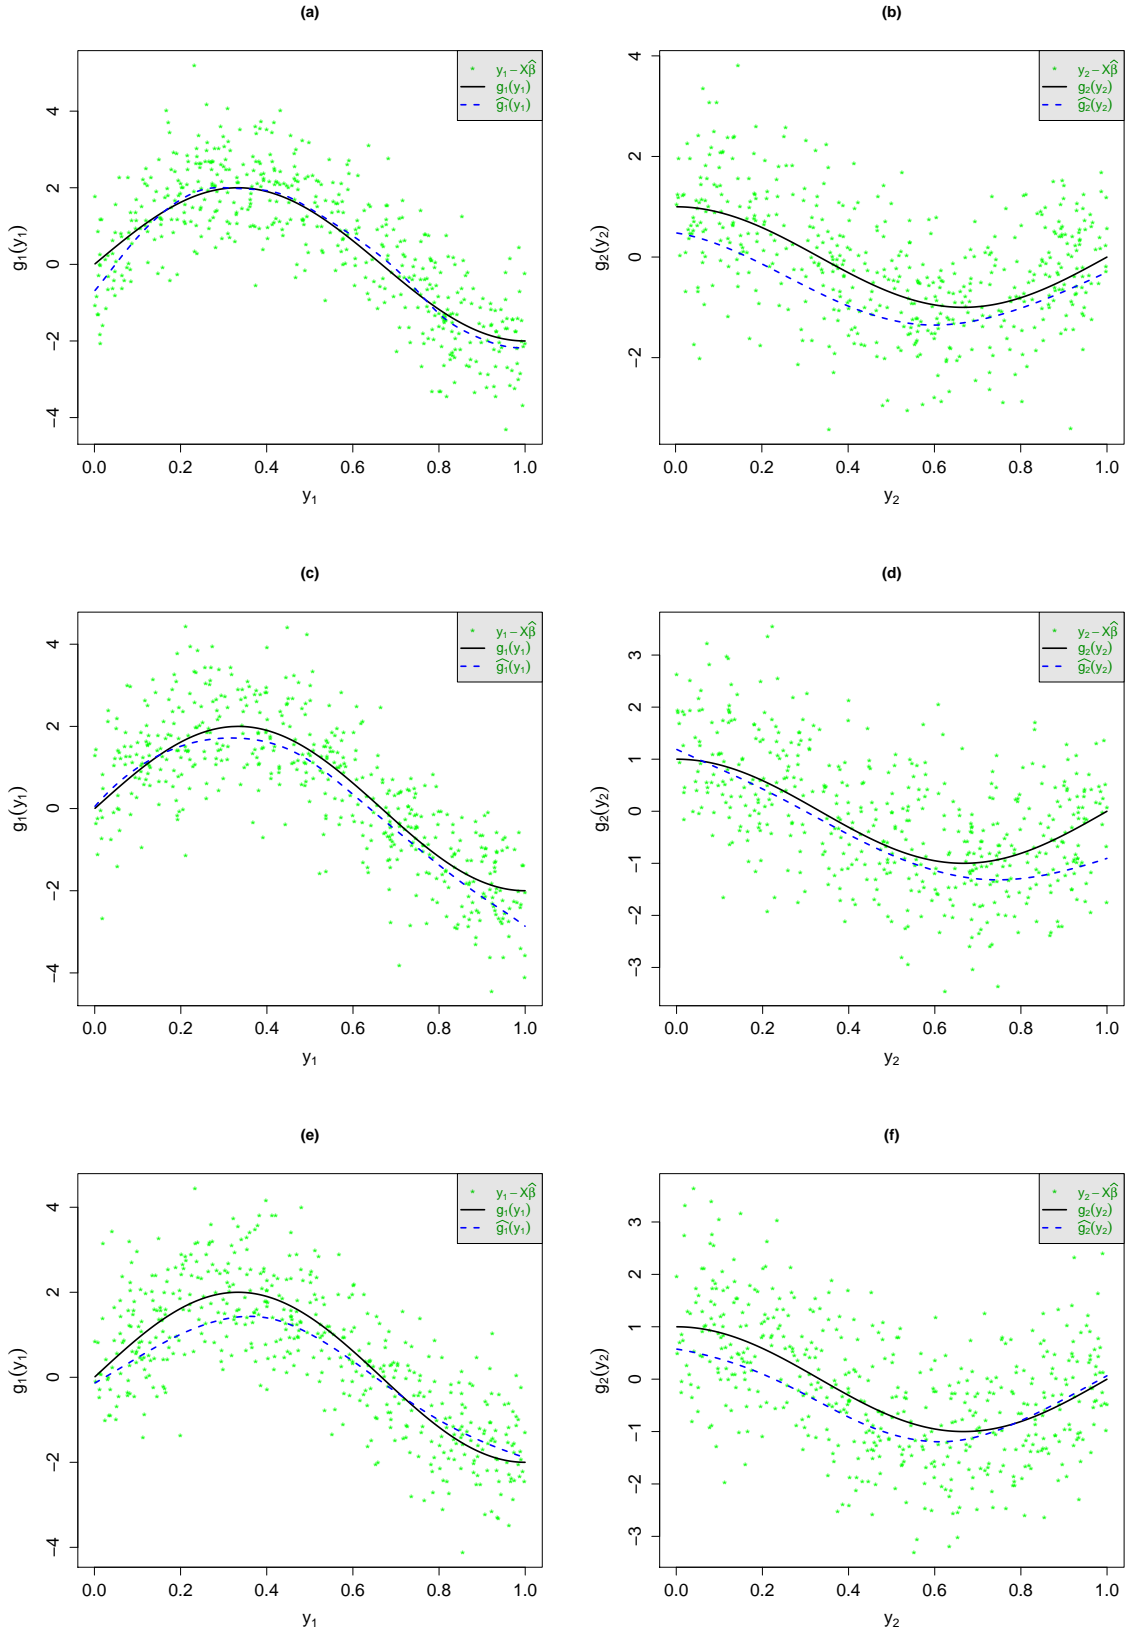 (a)
y₁ − Xβ̂
g₁(y₁)
ĝ₁(y₁)
4
2
0
−2
−4
g₁(y₁)
0.0 0.2 0.4 0.6 0.8 1.0
y₁
(b)
y₂ − Xβ̂
g₂(y₂)
ĝ₂(y₂)
4
2
0
−2
g₂(y₂)
0.0 0.2 0.4 0.6 0.8 1.0
y₂
(c)
y₁ − Xβ̂
g₁(y₁)
ĝ₁(y₁)
4
2
0
−2
−4
g₁(y₁)
0.0 0.2 0.4 0.6 0.8 1.0
y₁
(d)
y₂ − Xβ̂
g₂(y₂)
ĝ₂(y₂)
3
2
1
0
−1
−2
−3
g₂(y₂)
0.0 0.2 0.4 0.6 0.8 1.0
y₂
(e)
y₁ − Xβ̂
g₁(y₁)
ĝ₁(y₁)
4
2
0
−2
−4
g₁(y₁)
0.0 0.2 0.4 0.6 0.8 1.0
y₁
(f)
y₂ − Xβ̂
g₂(y₂)
ĝ₂(y₂)
3
2
1
0
−1
−2
−3
g₂(y₂)
0.0 0.2 0.4 0.6 0.8 1.0
y₂